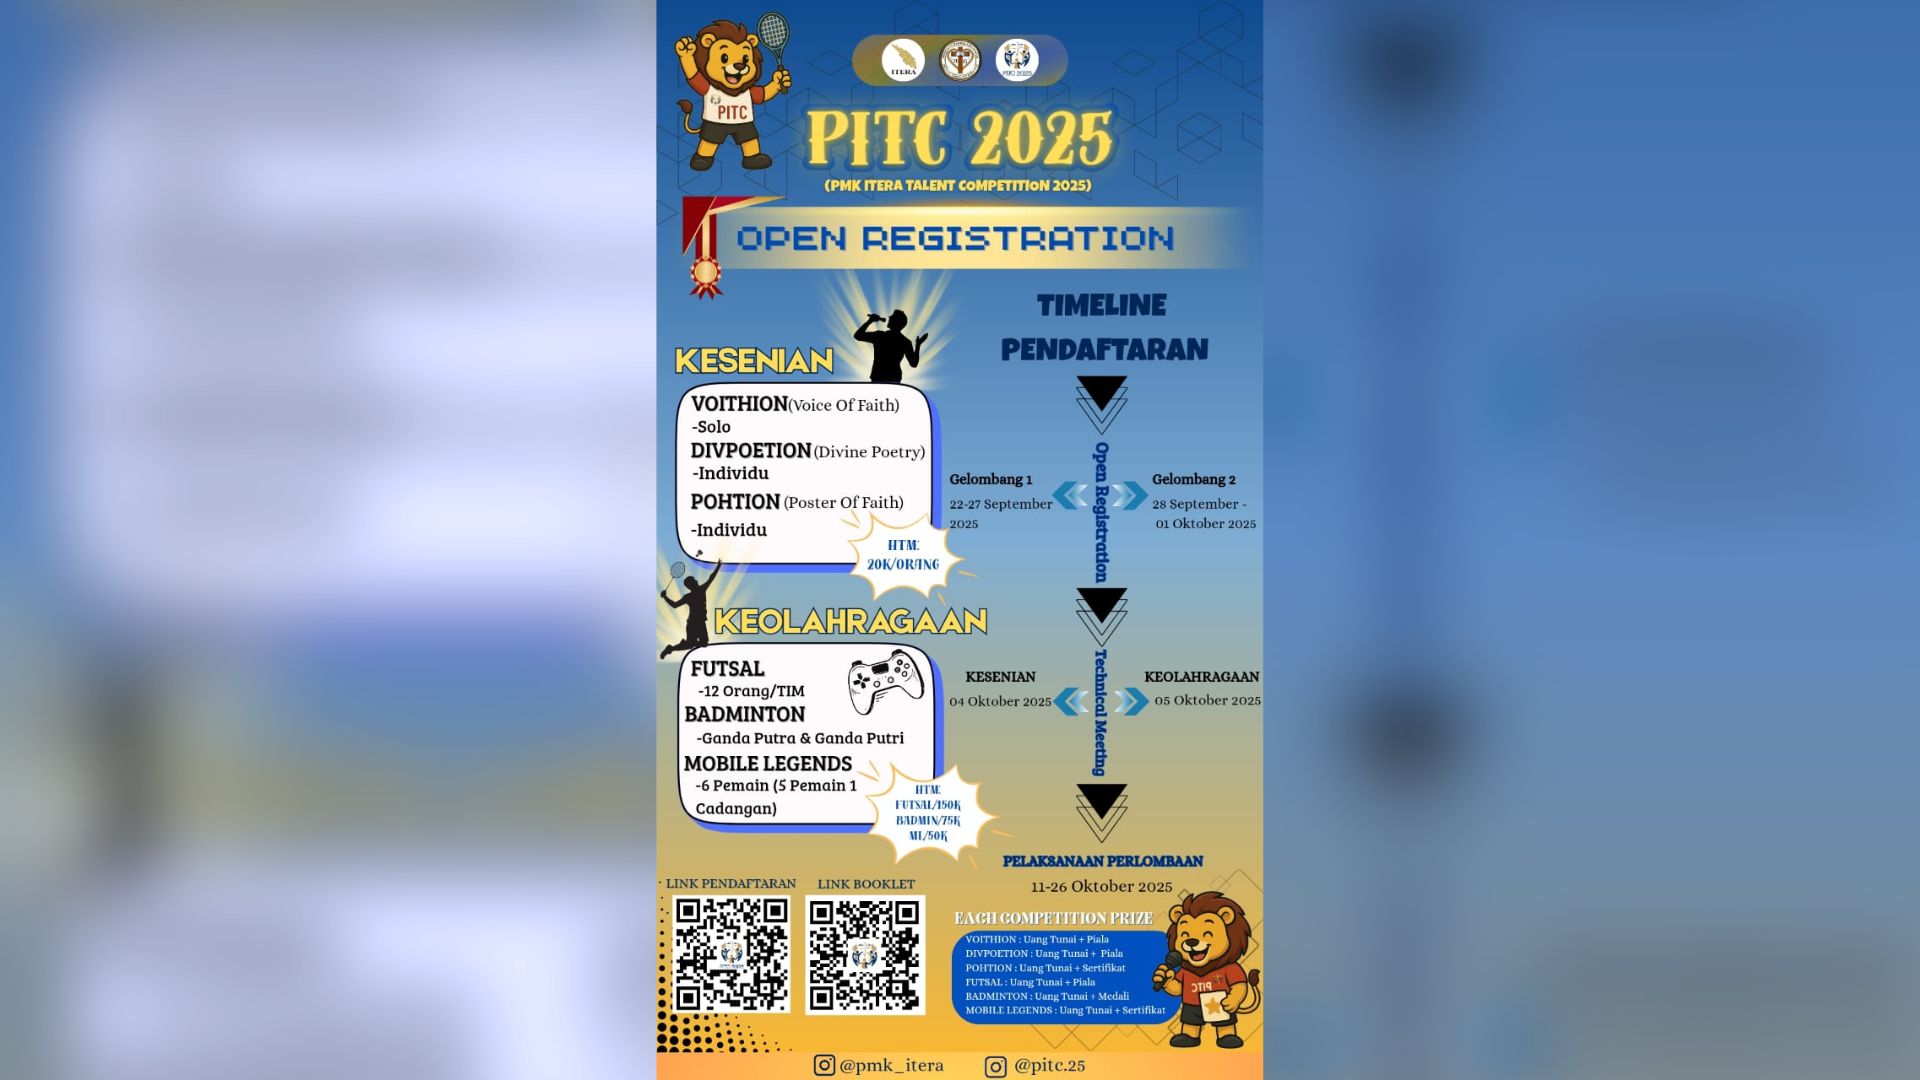 PITC
ITERA
PITC 2025
PITC 2025
(PMK ITERA TALENT COMPETITION 2025)
OPEN REGISTRATION
KESENIAN
VOITHION(Voice Of Faith)
-Solo
DIVPOETION (Divine Poetry)
-Individu
POHTION (Poster Of Faith)
-Individu
HTM:
20K/ORANG
KEOLAHRAGAAN
FUTSAL
-12 Orang/TIM
BADMINTON
-Ganda Putra & Ganda Putri
MOBILE LEGENDS
-6 Pemain (5 Pemain 1
Cadangan)
HTM:
FUTSAL/150K
BADMIN/75K
ML/50K
TIMELINE
PENDAFTARAN
Open Registration
Gelombang 1
22-27 September
2025
Gelombang 2
28 September -
01 Oktober 2025
Technical Meeting
KESENIAN
04 Oktober 2025
KEOLAHRAGAAN
05 Oktober 2025
PELAKSANAAN PERLOMBAAN
11-26 Oktober 2025
LINK PENDAFTARAN
LINK BOOKLET
EACH COMPETITION PRIZE
VOITHION : Uang Tunai + Piala
DIVPOETION : Uang Tunai + Piala
POHTION : Uang Tunai + Sertifikat
FUTSAL : Uang Tunai + Piala
BADMINTON : Uang Tunai + Medali
MOBILE LEGENDS : Uang Tunai + Sertifikat
PITC
@pmk_itera
@pitc.25